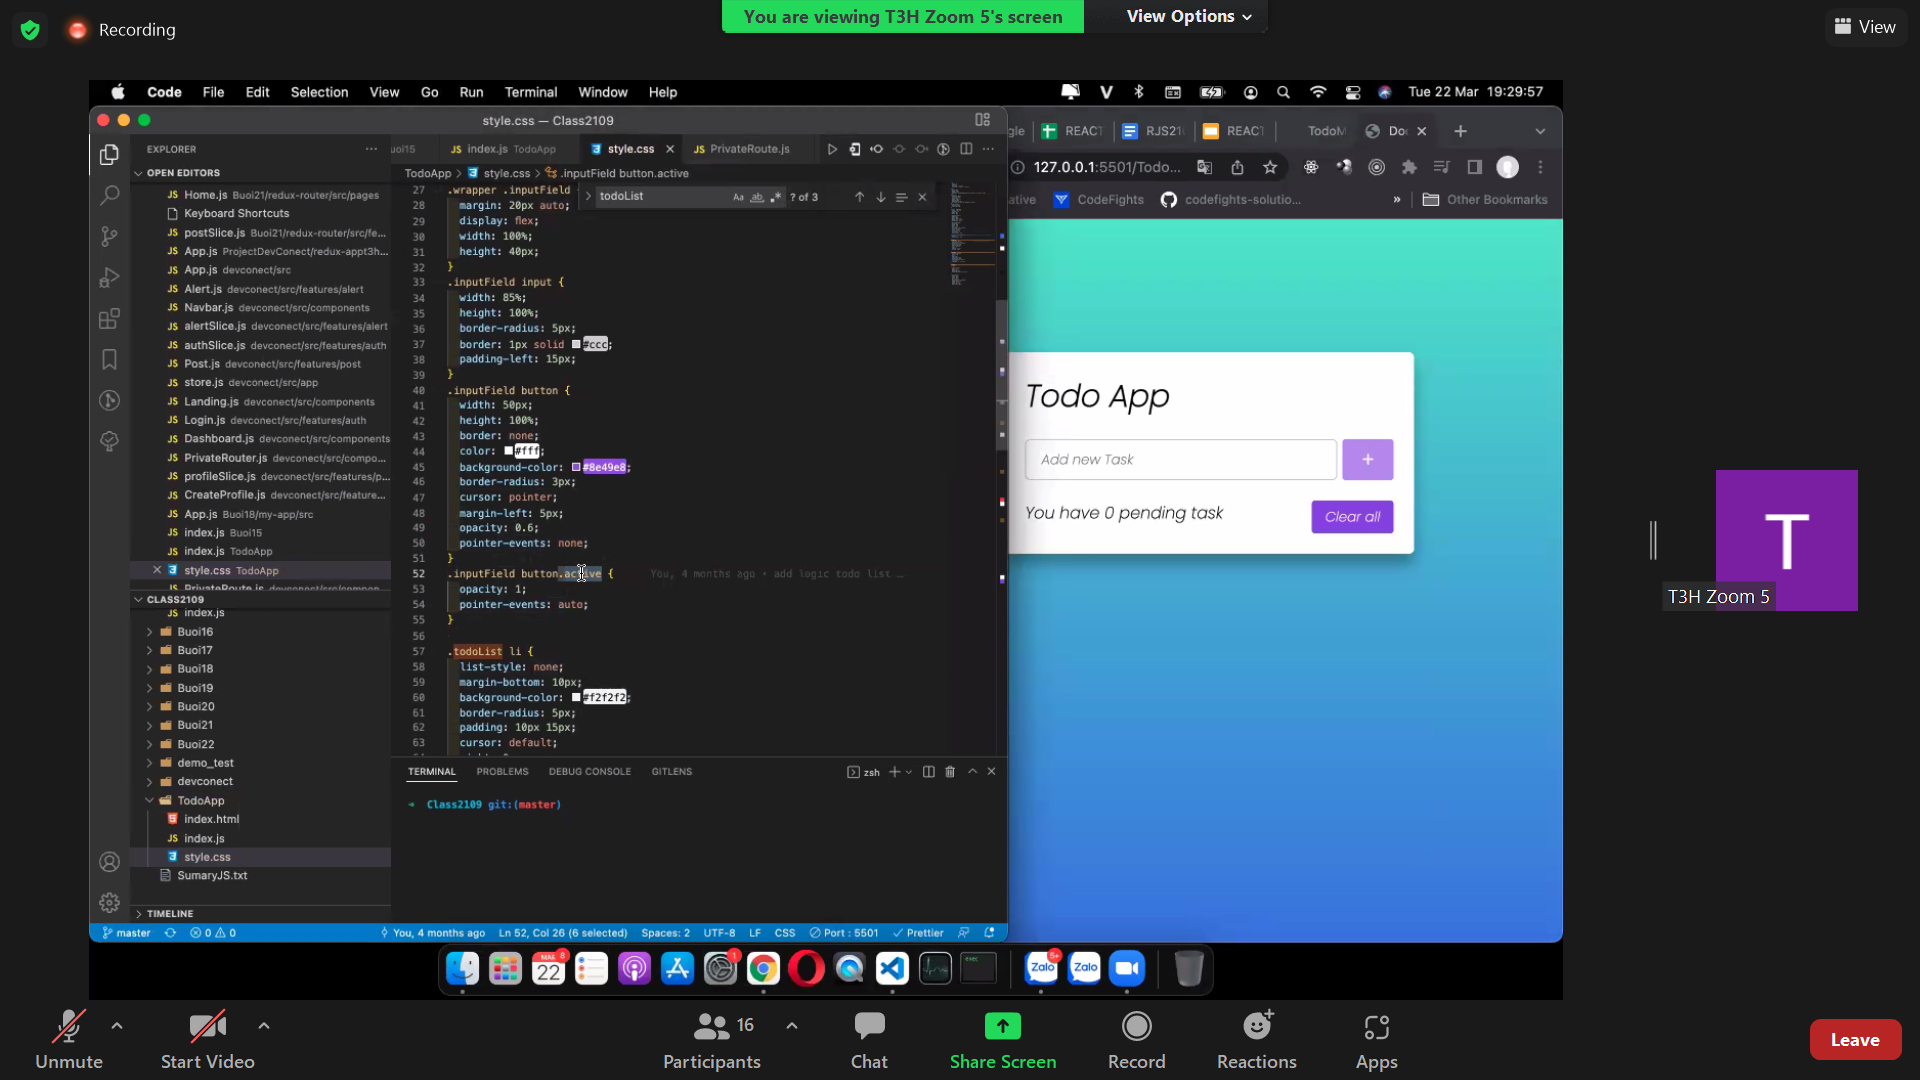 Recording
You are viewing T3H Zoom 5's screen
View Options
View
Code File Edit Selection View Go Run Terminal Window Help
Tue 22 Mar 19:29:57
style.css — Class2109
EXPLORER
OPEN EDITORS
Home.js Buoi21/redux-router/src/pages
Keyboard Shortcuts
postSlice.js Buoi21/redux-router/src/fe...
App.js ProjectDevConect/redux-appt3h...
App.js devconect/src
Alert.js devconect/src/features/alert
Navbar.js devconect/src/components
alertSlice.js devconect/src/features/alert
authSlice.js devconect/src/features/auth
Post.js devconect/src/features/post
store.js devconect/src/app
Landing.js devconect/src/components
Login.js devconect/src/features/auth
Dashboard.js devconect/src/components
PrivateRouter.js devconect/src/compo...
profileSlice.js devconect/src/features...
CreateProfile.js devconect/src/feature...
App.js Buoi18/my-app/src
index.js Buoi15
index.js TodoApp
style.css TodoApp
PrivateRoute.js devconect/src/compon...
CLASS2109
index.js
Buoi16
Buoi17
Buoi18
Buoi19
Buoi20
Buoi21
Buoi22
demo_test
devconect
TodoApp
index.html
index.js
style.css
SumaryJS.txt
TIMELINE
uoi15
index.js TodoApp
style.css
PrivateRoute.js
TodoApp > style.css > .inputField button.active
todoList
? of 3
27 .wrapper .inputField
28 margin: 20px auto;
29 display: flex;
30 width: 100%;
31 height: 40px;
32 }
33 .inputField input {
34 width: 85%;
35 height: 100%;
36 border-radius: 5px;
37 border: 1px solid #ccc;
38 padding-left: 15px;
39 }
40 .inputField button {
41 width: 50px;
42 height: 100%;
43 border: none;
44 color: #fff;
45 background-color: #8e49e8;
46 border-radius: 3px;
47 cursor: pointer;
48 margin-left: 5px;
49 opacity: 0.6;
50 pointer-events: none;
51 }
52 .inputField button.active { You, 4 months ago • add logic todo list …
53 opacity: 1;
54 pointer-events: auto;
55 }
56
57 .todoList li {
58 list-style: none;
59 margin-bottom: 10px;
60 background-color: #f2f2f2;
61 border-radius: 5px;
62 padding: 10px 15px;
63 cursor: default;
TERMINAL PROBLEMS DEBUG CONSOLE GITLENS
zsh
Class2109 git:(master)
master 0 0 You, 4 months ago Ln 52, Col 26 (6 selected) Spaces: 2 UTF-8 LF CSS Port : 5501 Prettier
gle REACT RJS21 REACT TodoM Do
127.0.0.1:5501/Todo...
ative CodeFights codefights-solutio... » Other Bookmarks
Todo App
Add new Task +
You have 0 pending task Clear all
T
T3H Zoom 5
8
22
1
5+
Zalo Zalo
Unmute
Start Video
16
Participants
Chat
Share Screen
Record
Reactions
Apps
Leave